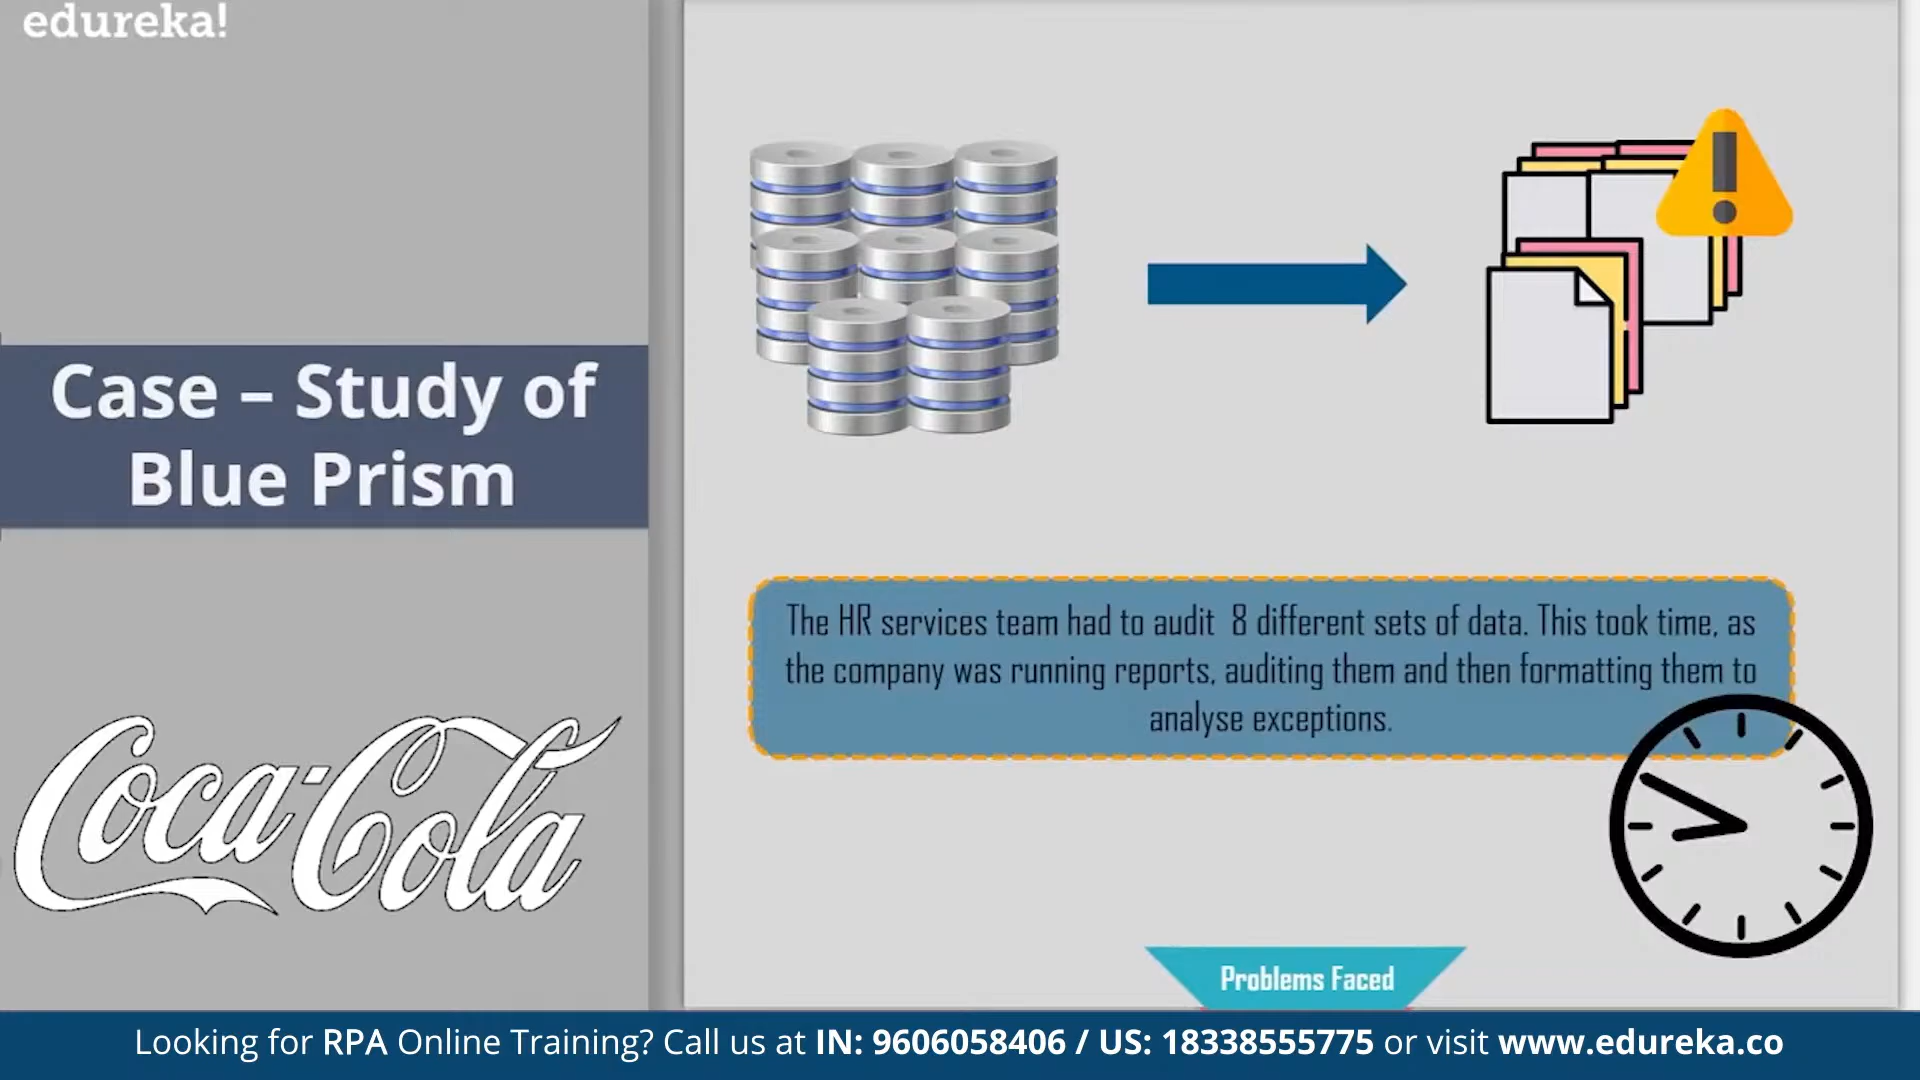 edureka!
Case – Study of
Blue Prism
Coca-Cola
The HR services team had to audit 8 different sets of data. This took time, as
the company was running reports, auditing them and then formatting them to
analyse exceptions.
Problems Faced
Looking for RPA Online Training? Call us at IN: 9606058406 / US: 18338555775 or visit www.edureka.co